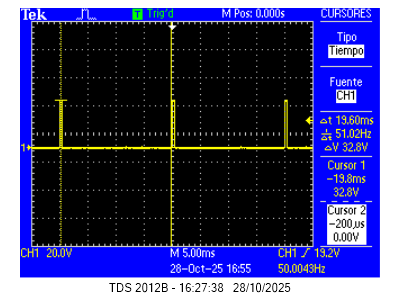 Tek T Trig'd M Pos: 0.000s CURSORES
Tipo
Tiempo
Fuente
CH1
Δt 19.60ms
1/Δt 51.02Hz
ΔV 32.8V
Cursor 1
-19.8ms
32.8V
Cursor 2
-200µs
0.00V
1
CH1 20.0V M 5.00ms CH1 / 19.2V
28-Oct-25 16:55 50.0043Hz
TDS 2012B - 16:27:38 28/10/2025